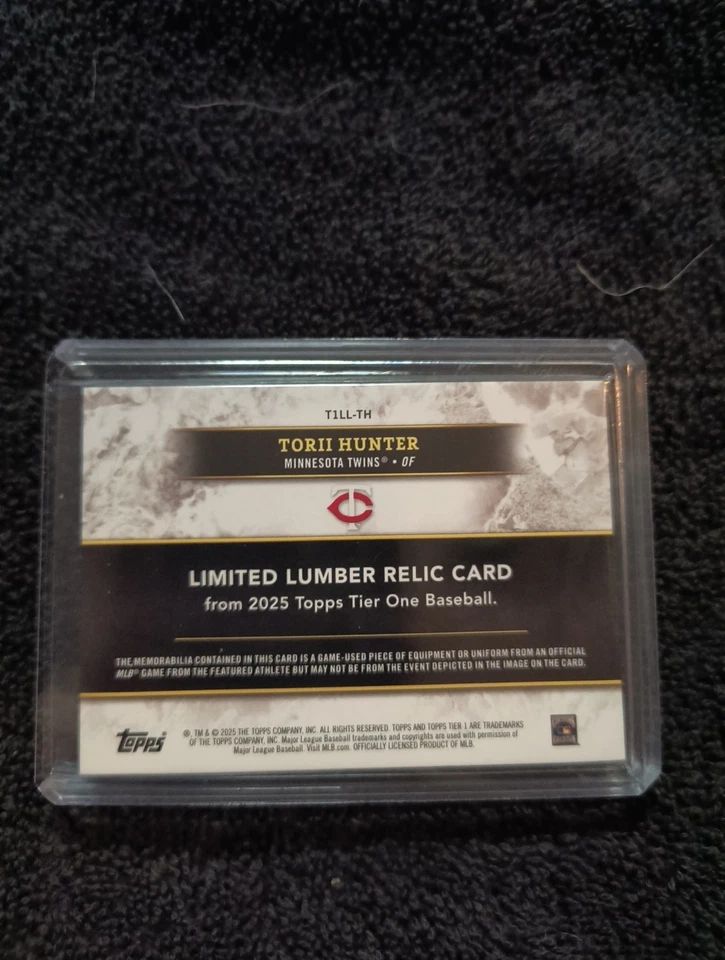 T1LL-TH
TORII HUNTER
MINNESOTA TWINS® • OF
TC
LIMITED LUMBER RELIC CARD
from 2025 Topps Tier One Baseball.
THE MEMORABILIA CONTAINED IN THIS CARD IS A GAME-USED PIECE OF EQUIPMENT OR UNIFORM FROM AN OFFICIAL
MLB® GAME FROM THE FEATURED ATHLETE BUT MAY NOT BE FROM THE EVENT DEPICTED IN THE IMAGE ON THE CARD.
topps®
®, TM & © 2025 THE TOPPS COMPANY, INC. ALL RIGHTS RESERVED. TOPPS AND TOPPS TIER 1 ARE TRADEMARKS
OF THE TOPPS COMPANY, INC. Major League Baseball trademarks and copyrights are used with permission of
Major League Baseball. Visit MLB.com. OFFICIALLY LICENSED PRODUCT OF MLB.